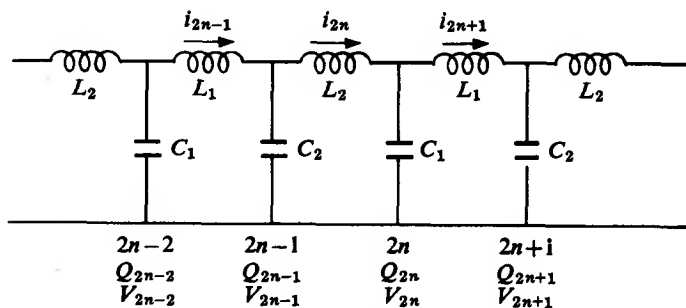 i_{2n-1} i_{2n} i_{2n+1}
L_2 L_1 L_2 L_1 L_2
C_1 C_2 C_1 C_2
2n-2 2n-1 2n 2n+i
Q_{2n-2} Q_{2n-1} Q_{2n} Q_{2n+1}
V_{2n-2} V_{2n-1} V_{2n} V_{2n+1}